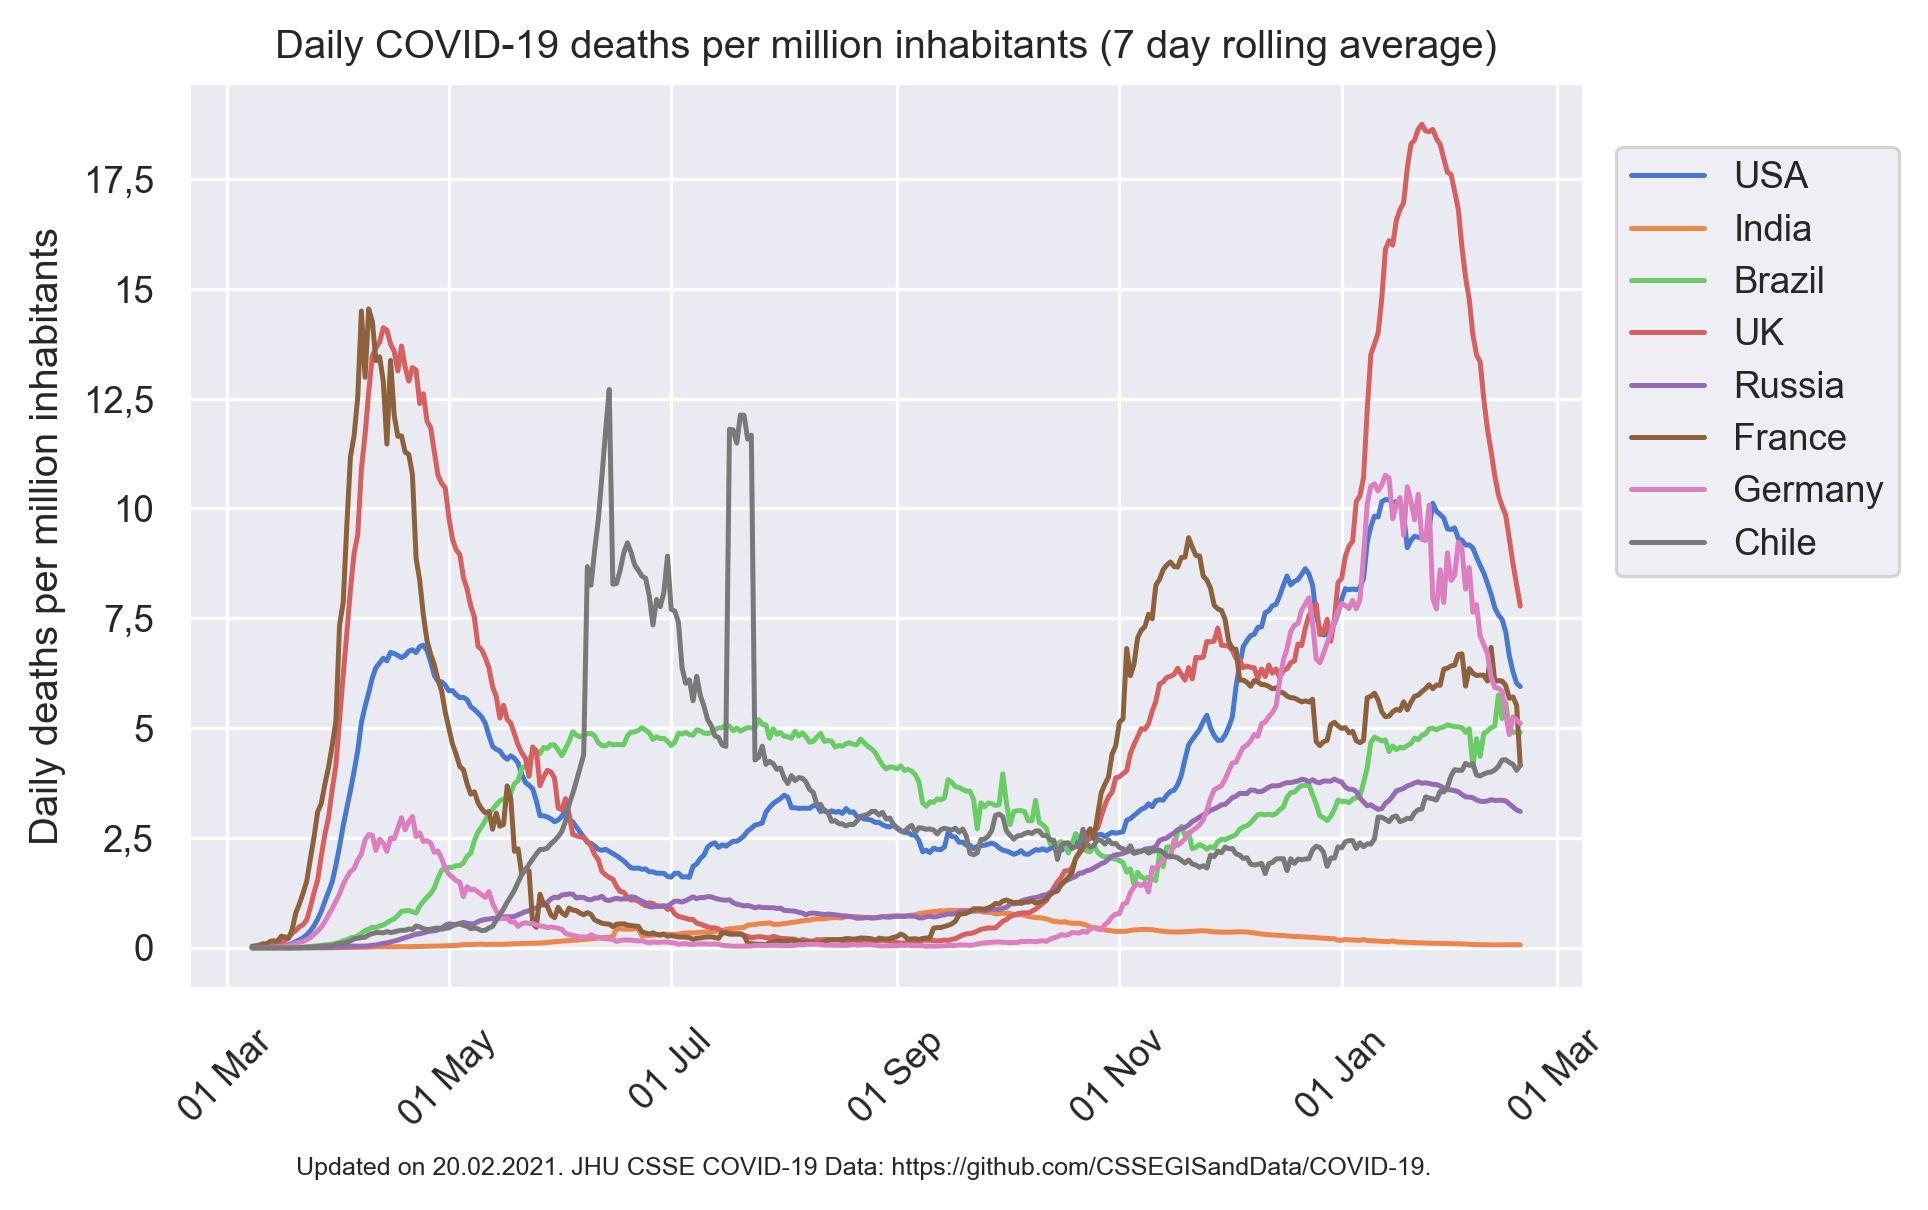 Daily COVID-19 deaths per million inhabitants (7 day rolling average)
Daily deaths per million inhabitants
17,5
15
12,5
10
7,5
5
2,5
0
01 Mar
01 May
01 Jul
01 Sep
01 Nov
01 Jan
01 Mar
USA
India
Brazil
UK
Russia
France
Germany
Chile
Updated on 20.02.2021. JHU CSSE COVID-19 Data: https://github.com/CSSEGISandData/COVID-19.